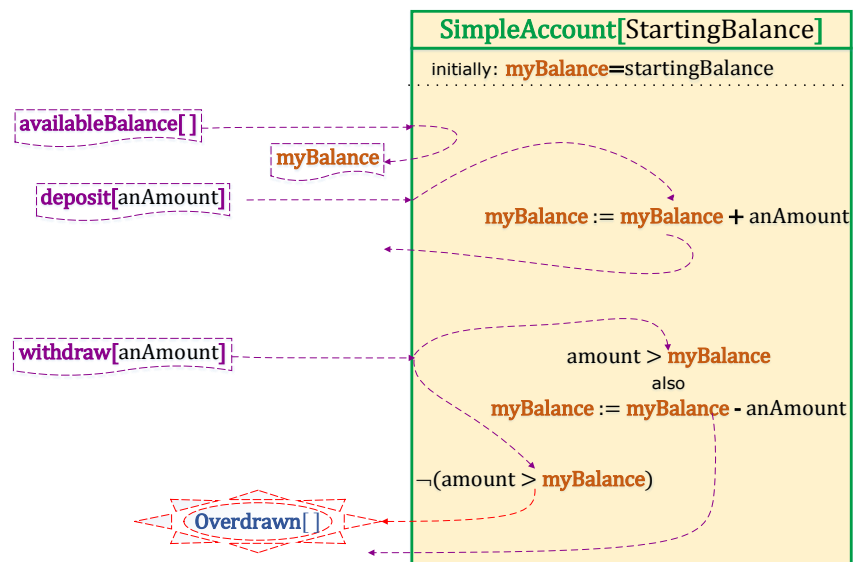 SimpleAccount[StartingBalance]
initially: myBalance=startingBalance
availableBalance[]
myBalance
deposit[anAmount]
myBalance := myBalance + anAmount
withdraw[anAmount]
amount > myBalance
also
myBalance := myBalance - anAmount
¬(amount > myBalance)
Overdrawn[]